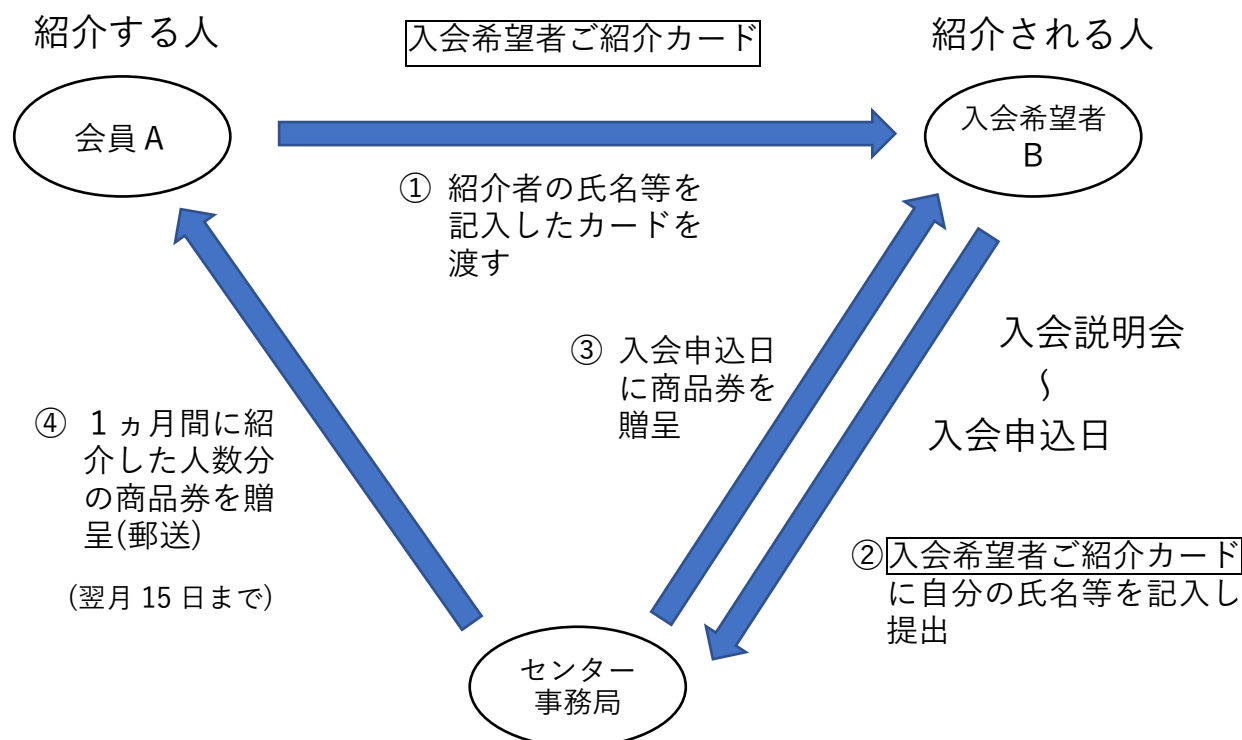 紹介する人
入会希望者ご紹介カード
紹介される人
会員 A
入会希望者
B
① 紹介者の氏名等を
記入したカードを
渡す
入会説明会
～
入会申込日
③ 入会申込日
に商品券を
贈呈
④ １ヵ月間に紹
介した人数分
の商品券を贈
呈(郵送)
(翌月 15 日まで)
②入会希望者ご紹介カード
に自分の氏名等を記入し
提出
センター
事務局